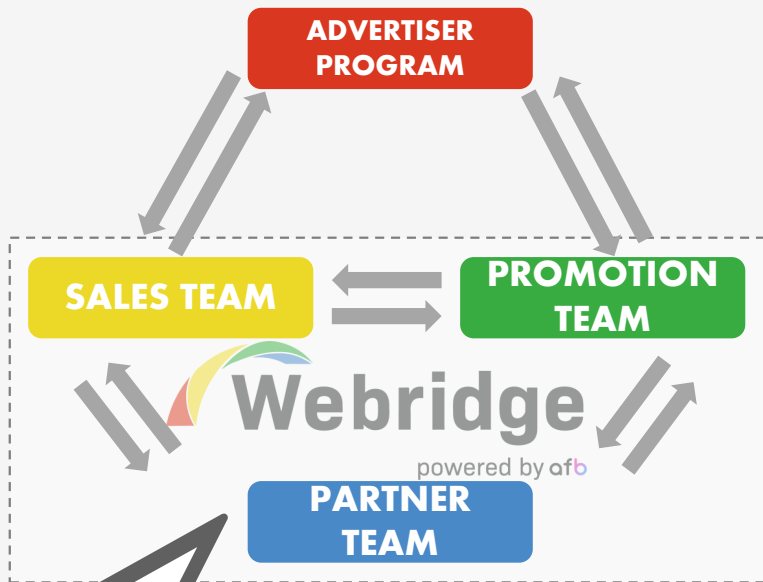 ADVERTISER
PROGRAM
SALES TEAM
PROMOTION
TEAM
Webridge
powered by afb
PARTNER
TEAM